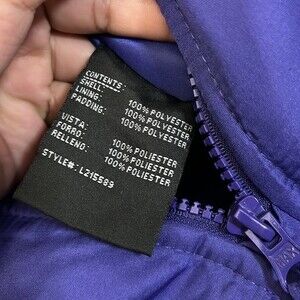 CONTENTS:
SHELL: 100% POLYESTER
LINING: 100% POLYESTER
PADDING: 100% POLYESTER
VISTA: 100% POLIESTER
FORRO: 100% POLIESTER
RELLENO: 100% POLIESTER
STYLE#: L215589